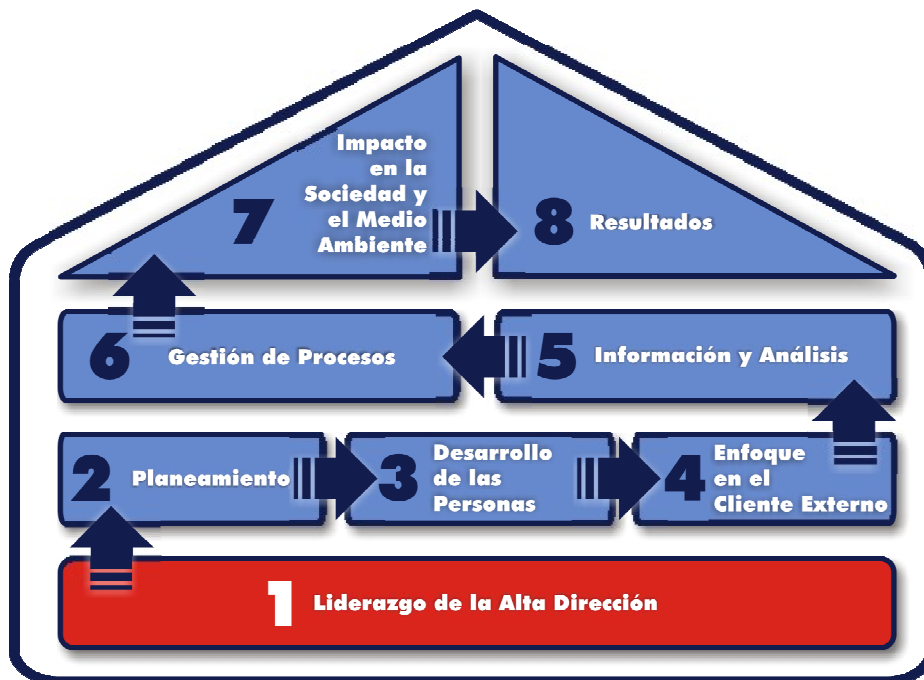 Impacto
en la
Sociedad y
el Medio
Ambiente
7
8 Resultados
6 Gestión de Procesos
5 Información y Análisis
2 Planeamiento
3 Desarrollo
de las
Personas
4 Enfoque
en el
Cliente Externo
1 Liderazgo de la Alta Dirección